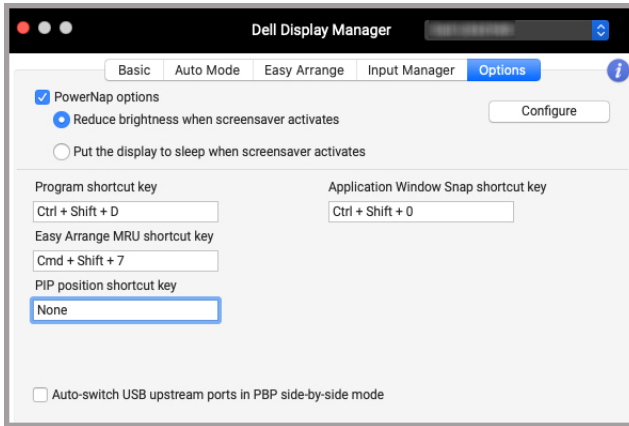 Dell Display Manager
Basic Auto Mode Easy Arrange Input Manager Options
i
PowerNap options
Configure
Reduce brightness when screensaver activates
Put the display to sleep when screensaver activates
Program shortcut key
Application Window Snap shortcut key
Ctrl + Shift + D
Ctrl + Shift + 0
Easy Arrange MRU shortcut key
Cmd + Shift + 7
PIP position shortcut key
None
Auto-switch USB upstream ports in PBP side-by-side mode